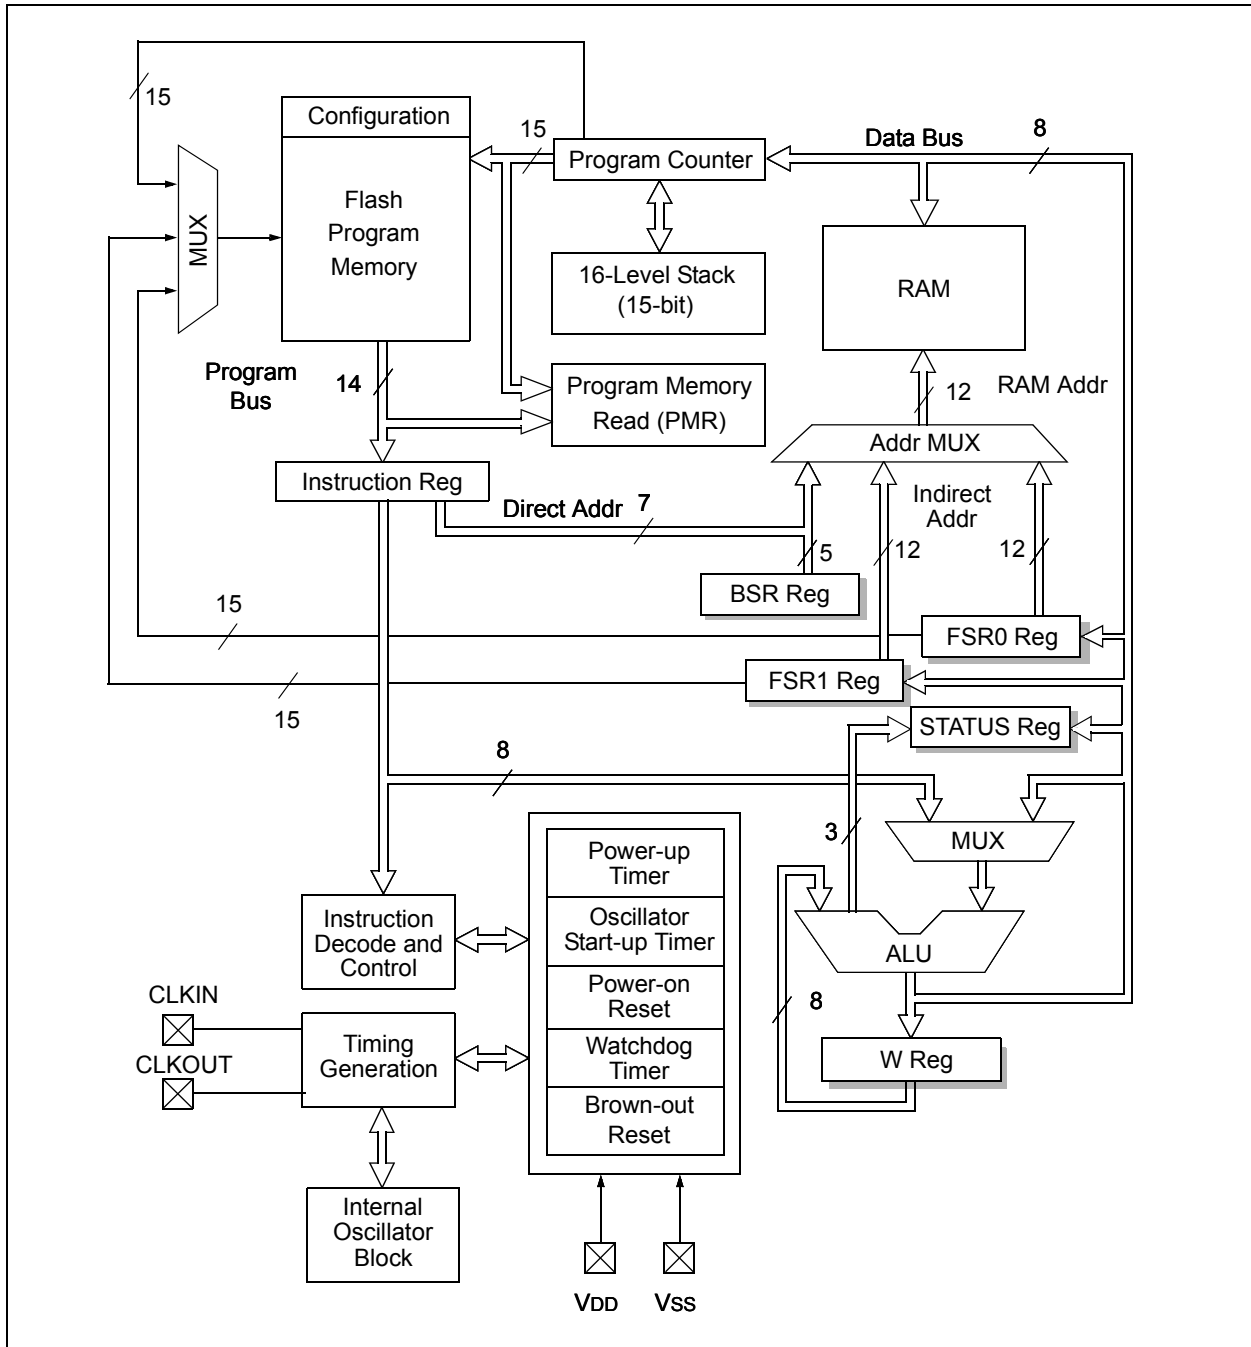 15
Configuration
15
Program Counter
Data Bus
8
MUX
Flash
Program
Memory
16-Level Stack
(15-bit)
RAM
Program
Bus
14
Program Memory
Read (PMR)
12
RAM Addr
Addr MUX
Instruction Reg
Direct Addr
7
Indirect
Addr
5
12
12
BSR Reg
15
FSR0 Reg
FSR1 Reg
15
STATUS Reg
8
3
MUX
Power-up
Timer
Oscillator
Start-up Timer
Power-on
Reset
Watchdog
Timer
Brown-out
Reset
Instruction
Decode and
Control
ALU
8
W Reg
CLKIN
CLKOUT
Timing
Generation
Internal
Oscillator
Block
VDD
VSS